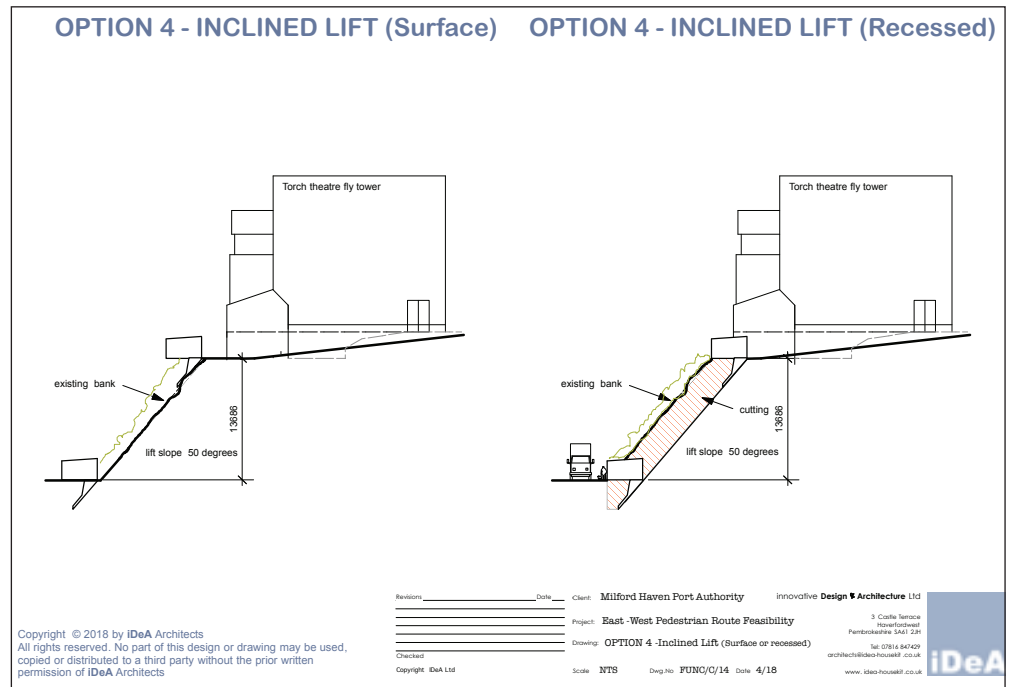 OPTION 4 - INCLINED LIFT (Surface)
OPTION 4 - INCLINED LIFT (Recessed)
Torch theatre fly tower
existing bank
lift slope 50 degrees
13686
Torch theatre fly tower
existing bank
cutting
lift slope 50 degrees
13686
Copyright © 2018 by iDeA Architects
All rights reserved. No part of this design or drawing may be used,
copied or distributed to a third party without the prior written
permission of iDeA Architects
Revisions Date
Checked
Copyright iDeA Ltd
Client: Milford Haven Port Authority
Project: East -West Pedestrian Route Feasibility
Drawing: OPTION 4 -Inclined Lift (Surface or recessed)
Scale NTS Dwg.No FUNC/C/14 Date 4/18
innovative Design & Architecture Ltd
3 Castle Terrace
Haverfordwest
Pembrokeshire SA61 2JH
Tel: 07816 847429
architects@idea-housekit .co.uk
www. idea-housekit .co.uk
iDeA